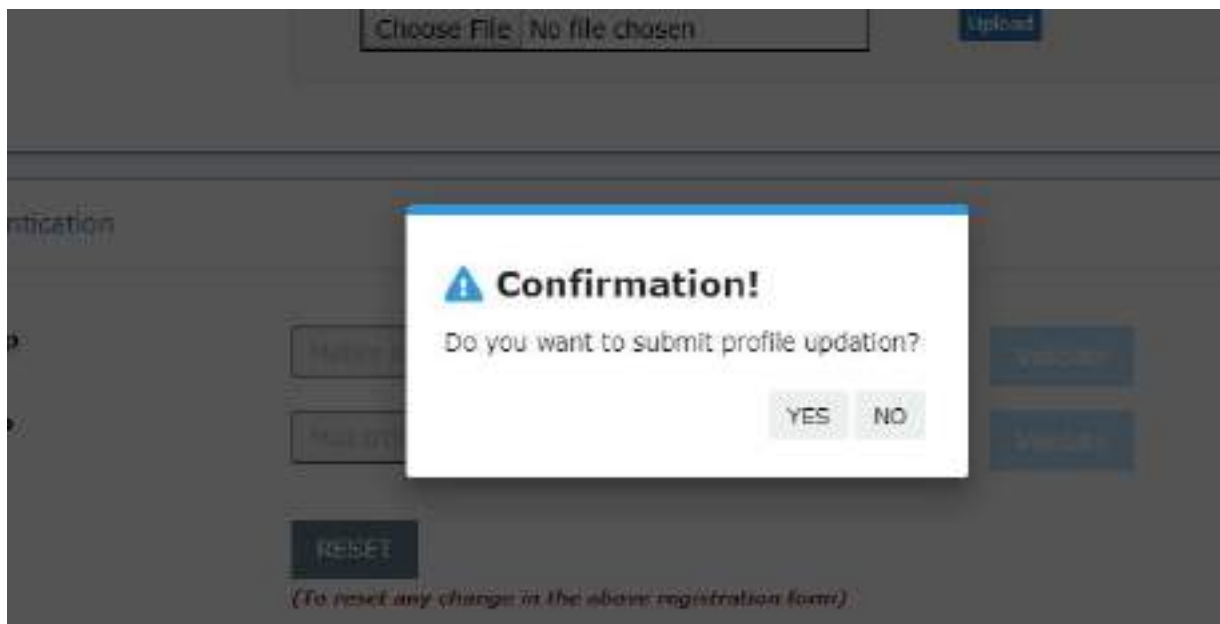 Choose File No file chosen
Upload
ntication
Confirmation!
Do you want to submit profile updation?
YES NO
RESET
(To reset any change in the above registration form)